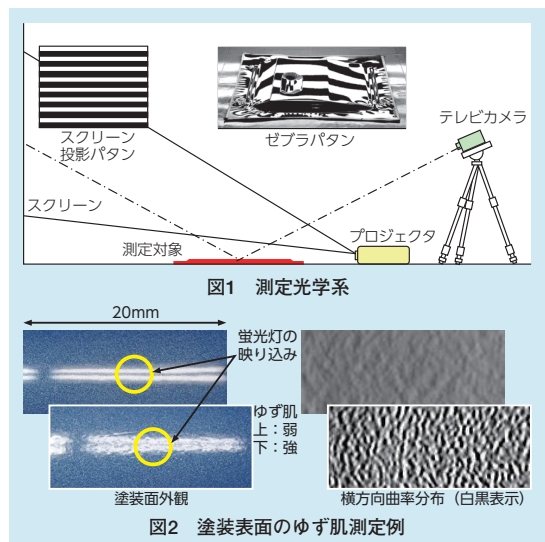 スクリーン
投影パタン
ゼブラパタン
テレビカメラ
スクリーン
測定対象
プロジェクタ
図1 測定光学系
20mm
蛍光灯の
映り込み
ゆず肌
上：弱
下：強
塗装面外観
横方向曲率分布（白黒表示）
図2 塗装表面のゆず肌測定例